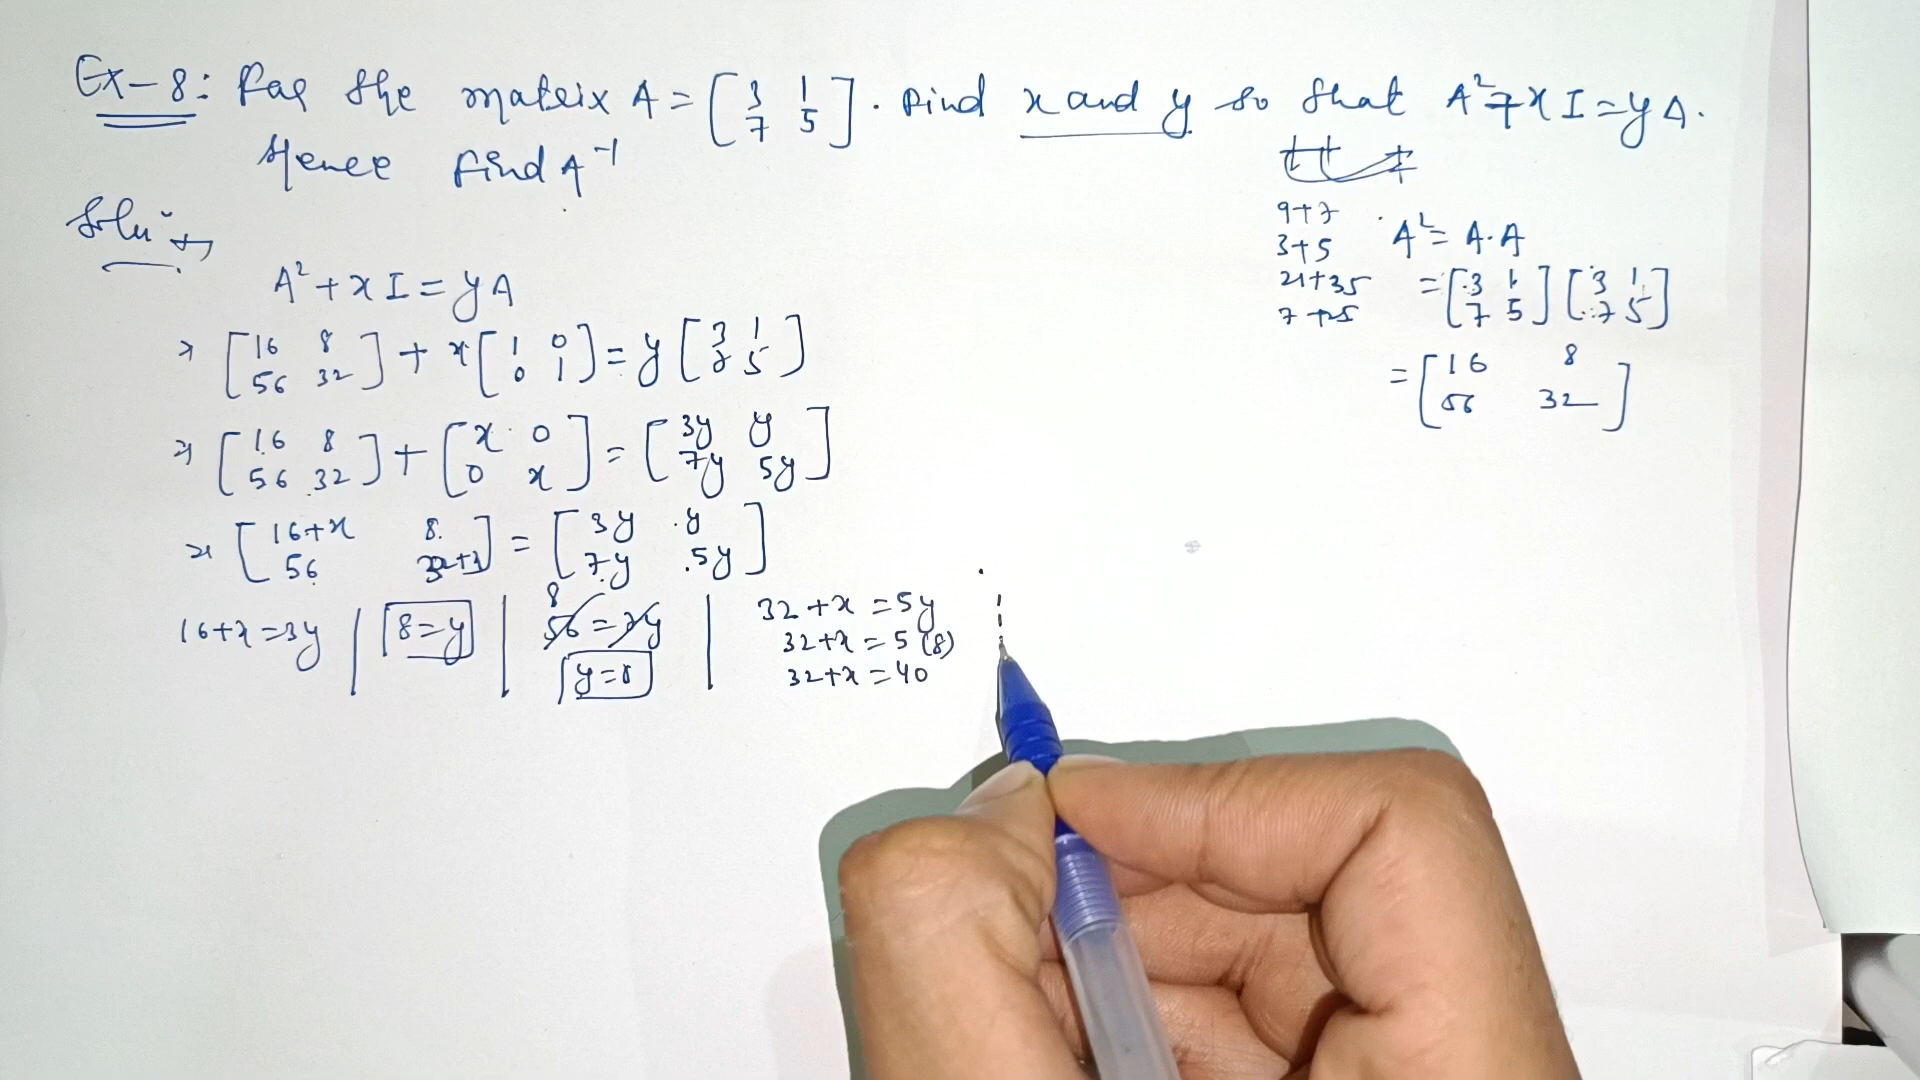 Ex-8: For the matrix A = [3 1 7 5]. Find x and y so that A²+xI=yA.
Hence find A⁻¹
Solu:→
A²+xI=yA
⇒ [16 8 56 32] + x[1 0 0 1] = y[3 1 7 5]
⇒ [16 8 56 32] + [x 0 0 x] = [3y y 7y 5y]
⇒ [16+x 8 56 32+x] = [3y y 7y 5y]
16+x=3y | 8=y | 8 56=7y | 32+x=5y
y=8
32+x=5(8)
32+x=40
9+7
3+5
21+35
7+25
A²= A.A
= [3 1 7 5] [3 1 7 5]
= [16 8 56 32]